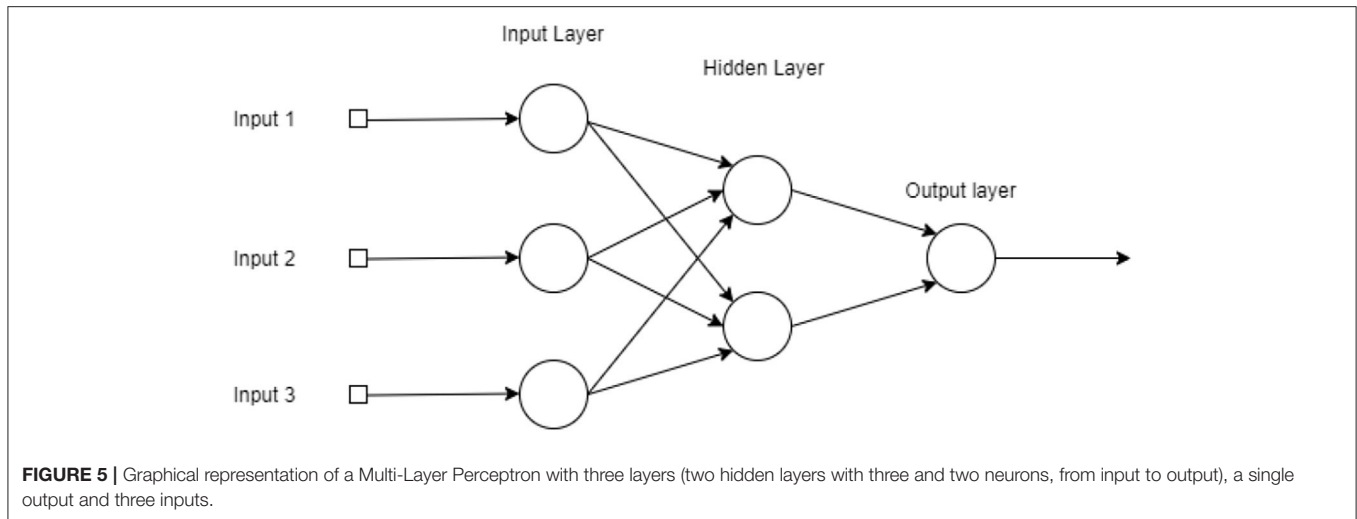 Input Layer
Hidden Layer
Input 1
Output layer
Input 2
Input 3
FIGURE 5 | Graphical representation of a Multi-Layer Perceptron with three layers (two hidden layers with three and two neurons, from input to output), a single
output and three inputs.